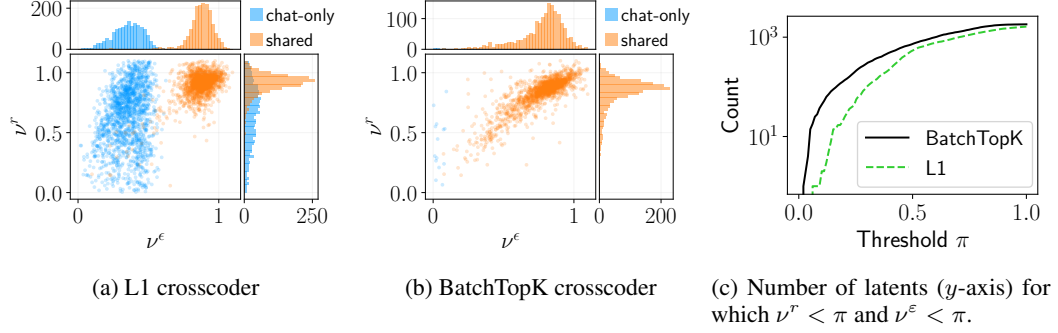 200
0
chat-only
shared
1.0
0.5
0.0
ν^r
0
1
0
250
ν^ϵ
(a) L1 crosscoder
100
0
chat-only
shared
1.0
0.5
0.0
ν^r
0
1
0
200
ν^ϵ
(b) BatchTopK crosscoder
10^3
10^1
Count
BatchTopK
L1
0.0
0.5
1.0
Threshold π
(c) Number of latents (y-axis) for
which ν^r < π and ν^ε < π.